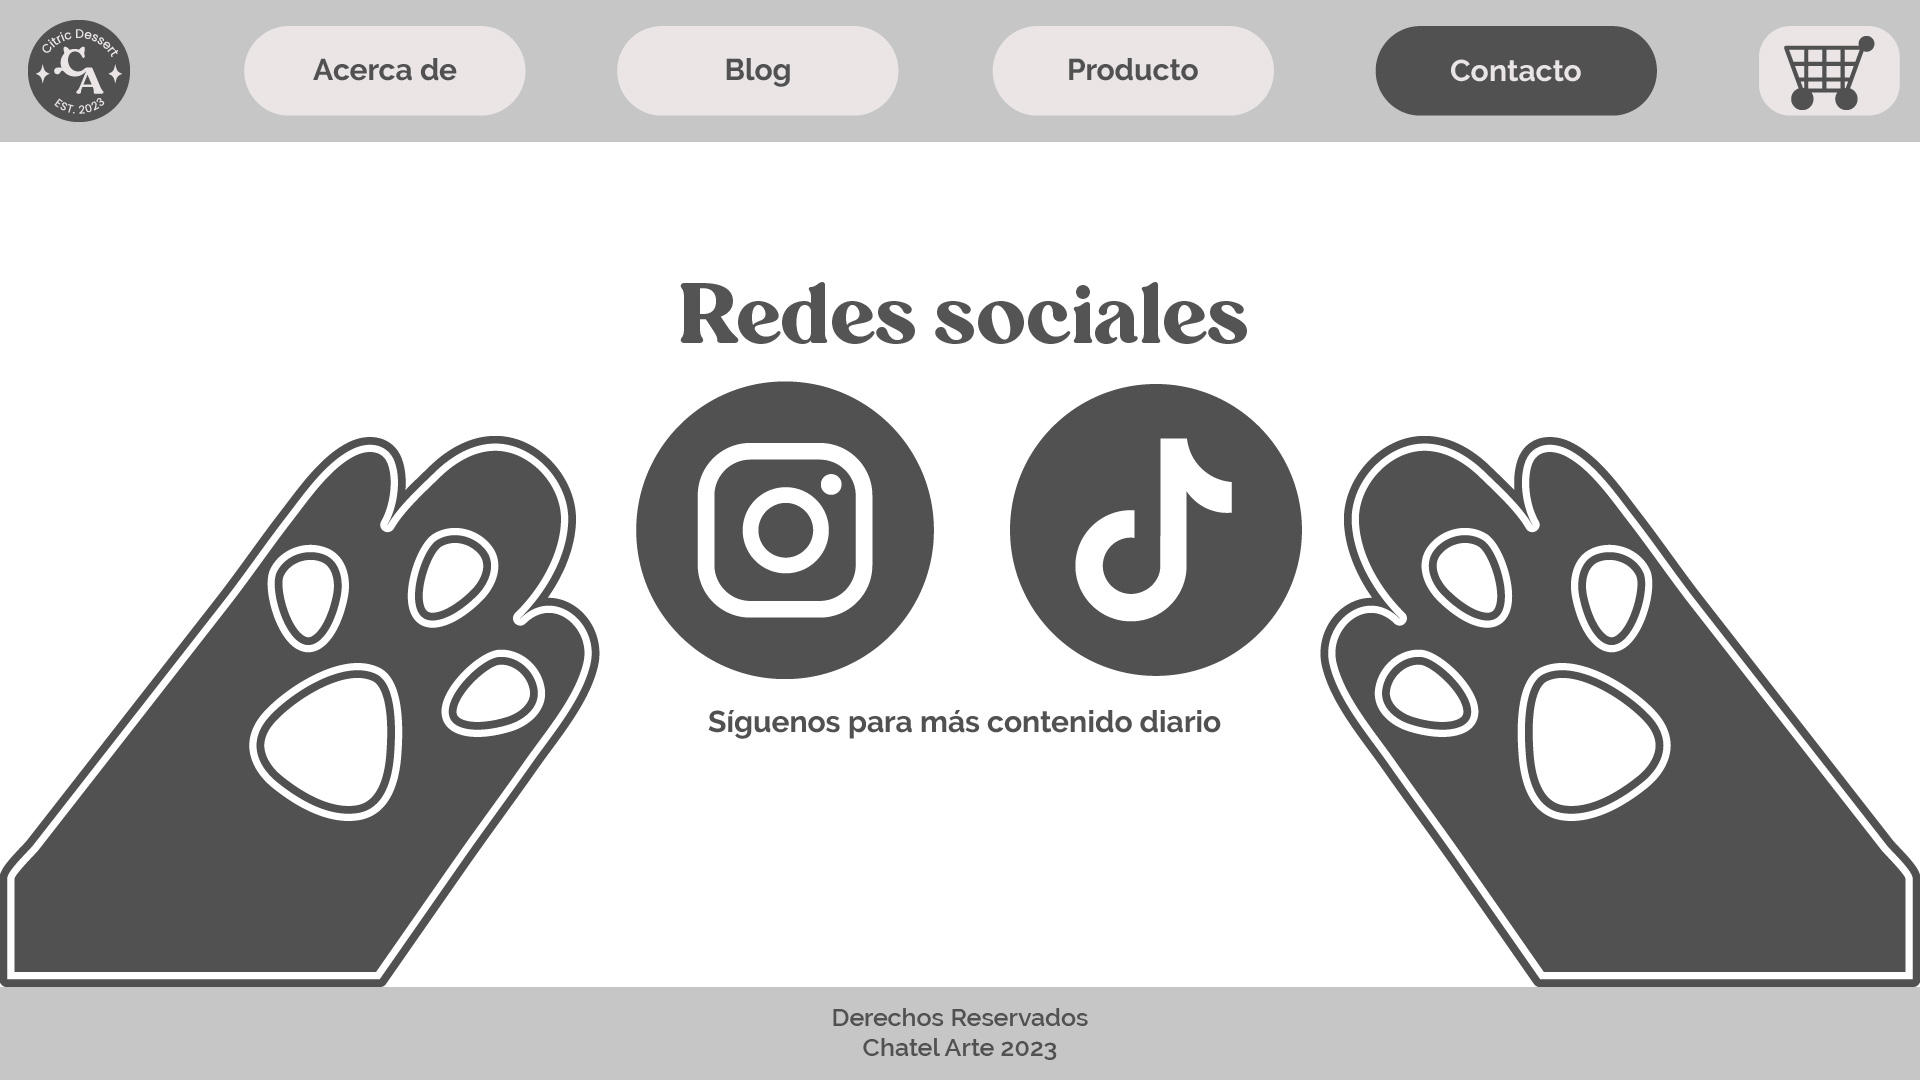 Citric Dessert
CA
EST. 2023
Acerca de
Blog
Producto
Contacto
Redes sociales
Síguenos para más contenido diario
Derechos Reservados
Chatel Arte 2023